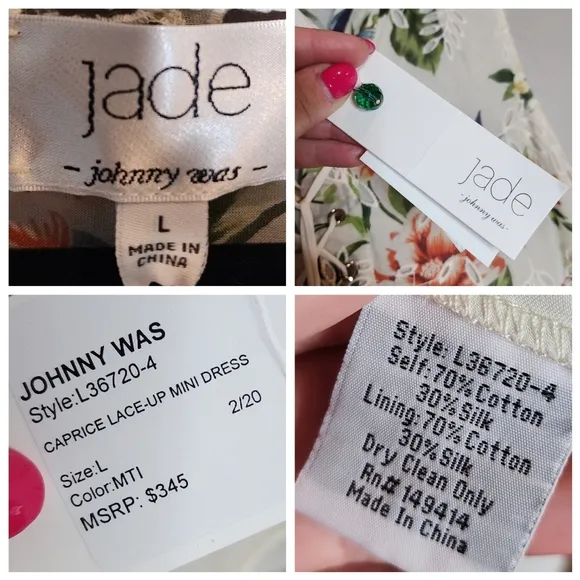 jade
- johnny was -
L
MADE IN
CHINA
jade
- johnny was -
JOHNNY WAS
Style:L36720-4
CAPRICE LACE-UP MINI DRESS
2/20
Size:L
Color:MTI
MSRP: $345
Style: L36720-4
Self:70% Cotton
30% Silk
Lining:70% Cotton
30% Silk
Dry Clean Only
Rn# 149414
Made In China